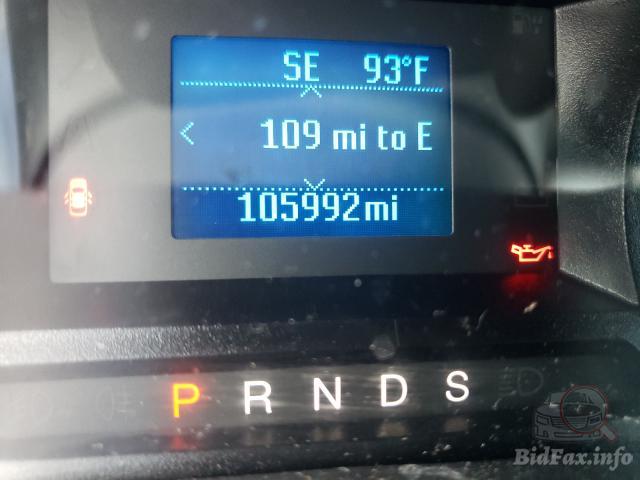 SE 93°F
109 mi to E
105992mi
P R N D S
BidFax.info